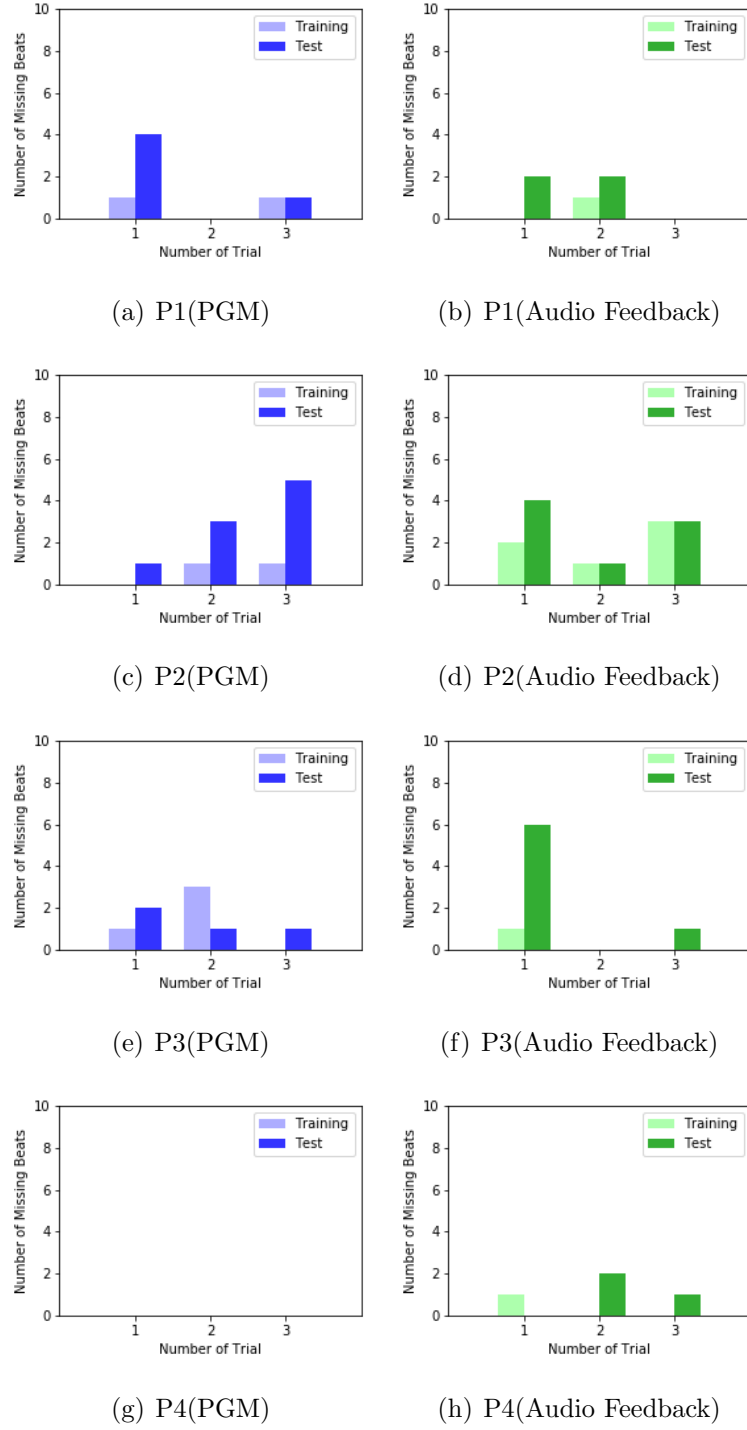 10
8
6
4
2
0
Number of Missing Beats
Training
Test
1 2 3
Number of Trial
(a) P1(PGM)
10
8
6
4
2
0
Number of Missing Beats
Training
Test
1 2 3
Number of Trial
(b) P1(Audio Feedback)
10
8
6
4
2
0
Number of Missing Beats
Training
Test
1 2 3
Number of Trial
(c) P2(PGM)
10
8
6
4
2
0
Number of Missing Beats
Training
Test
1 2 3
Number of Trial
(d) P2(Audio Feedback)
10
8
6
4
2
0
Number of Missing Beats
Training
Test
1 2 3
Number of Trial
(e) P3(PGM)
10
8
6
4
2
0
Number of Missing Beats
Training
Test
1 2 3
Number of Trial
(f) P3(Audio Feedback)
10
8
6
4
2
0
Number of Missing Beats
Training
Test
1 2 3
Number of Trial
(g) P4(PGM)
10
8
6
4
2
0
Number of Missing Beats
Training
Test
1 2 3
Number of Trial
(h) P4(Audio Feedback)